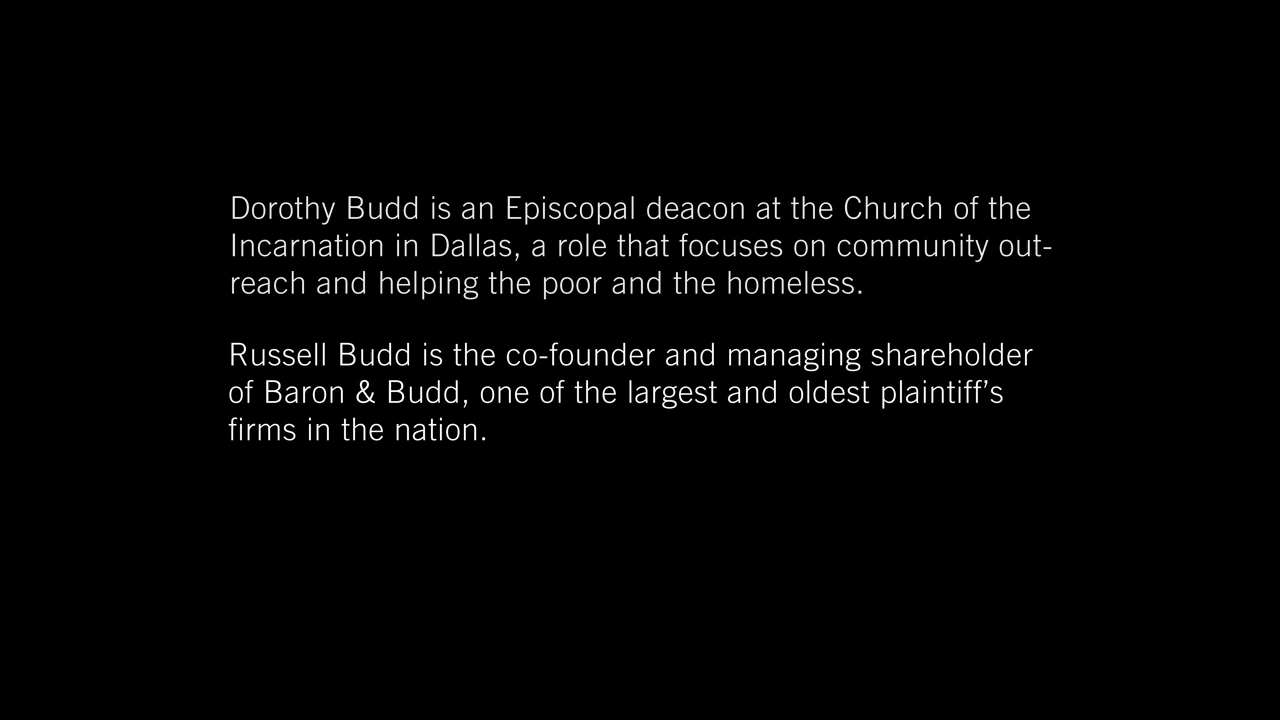 Dorothy Budd is an Episcopal deacon at the Church of the
Incarnation in Dallas, a role that focuses on community out-
reach and helping the poor and the homeless.
Russell Budd is the co-founder and managing shareholder
of Baron & Budd, one of the largest and oldest plaintiff’s
firms in the nation.